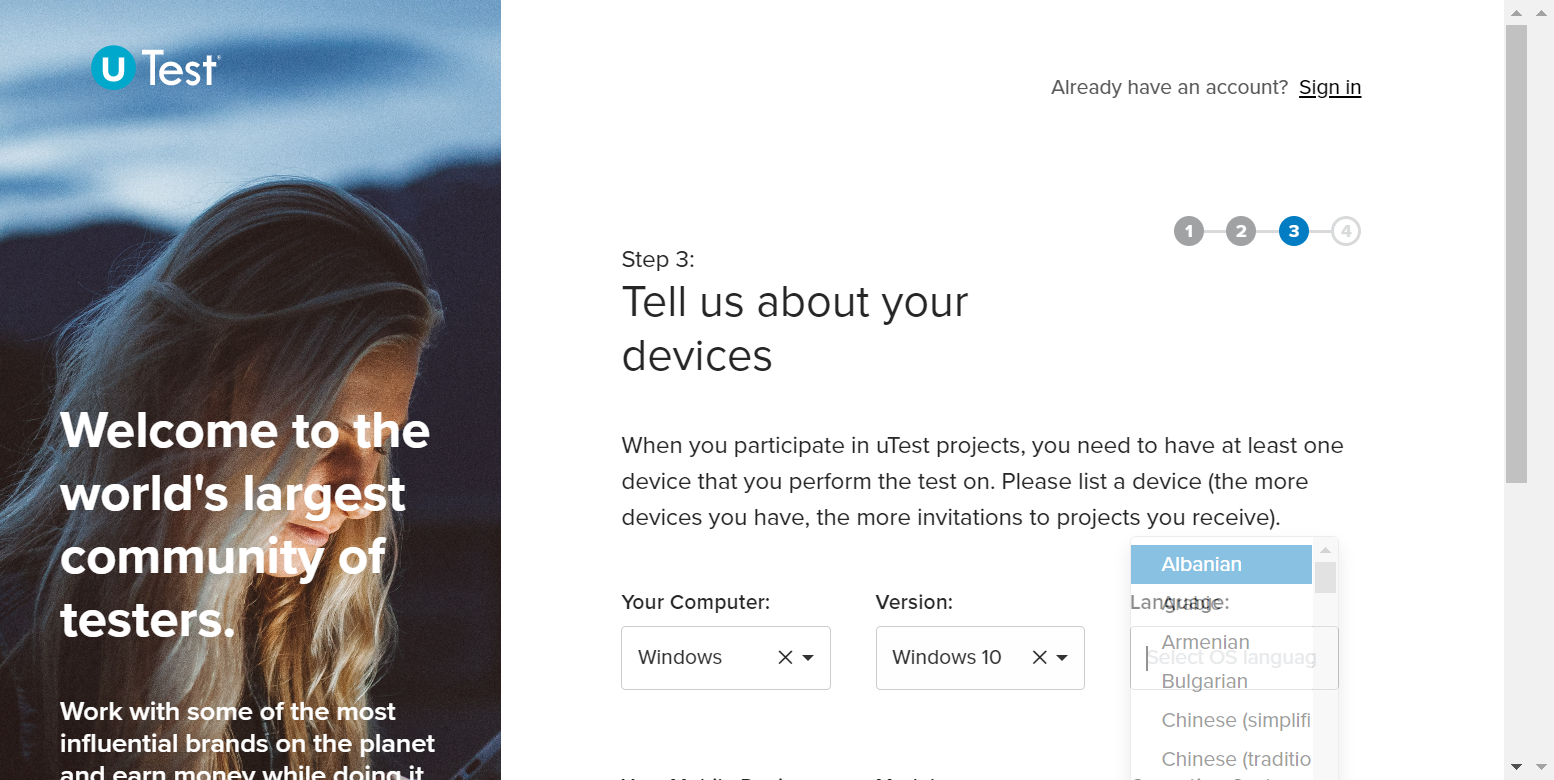 U Test
Already have an account? Sign in
1 2 3 4
Step 3:
Tell us about your
devices
Welcome to the
world's largest
community of
testers.
When you participate in uTest projects, you need to have at least one
device that you perform the test on. Please list a device (the more
devices you have, the more invitations to projects you receive).
Your Computer:
Windows
Version:
Windows 10
Language:
Select OS languag
Albanian
Arabic
Armenian
Bulgarian
Chinese (simplifi
Chinese (traditio
Work with some of the most
influential brands on the planet
and earn money while doing it